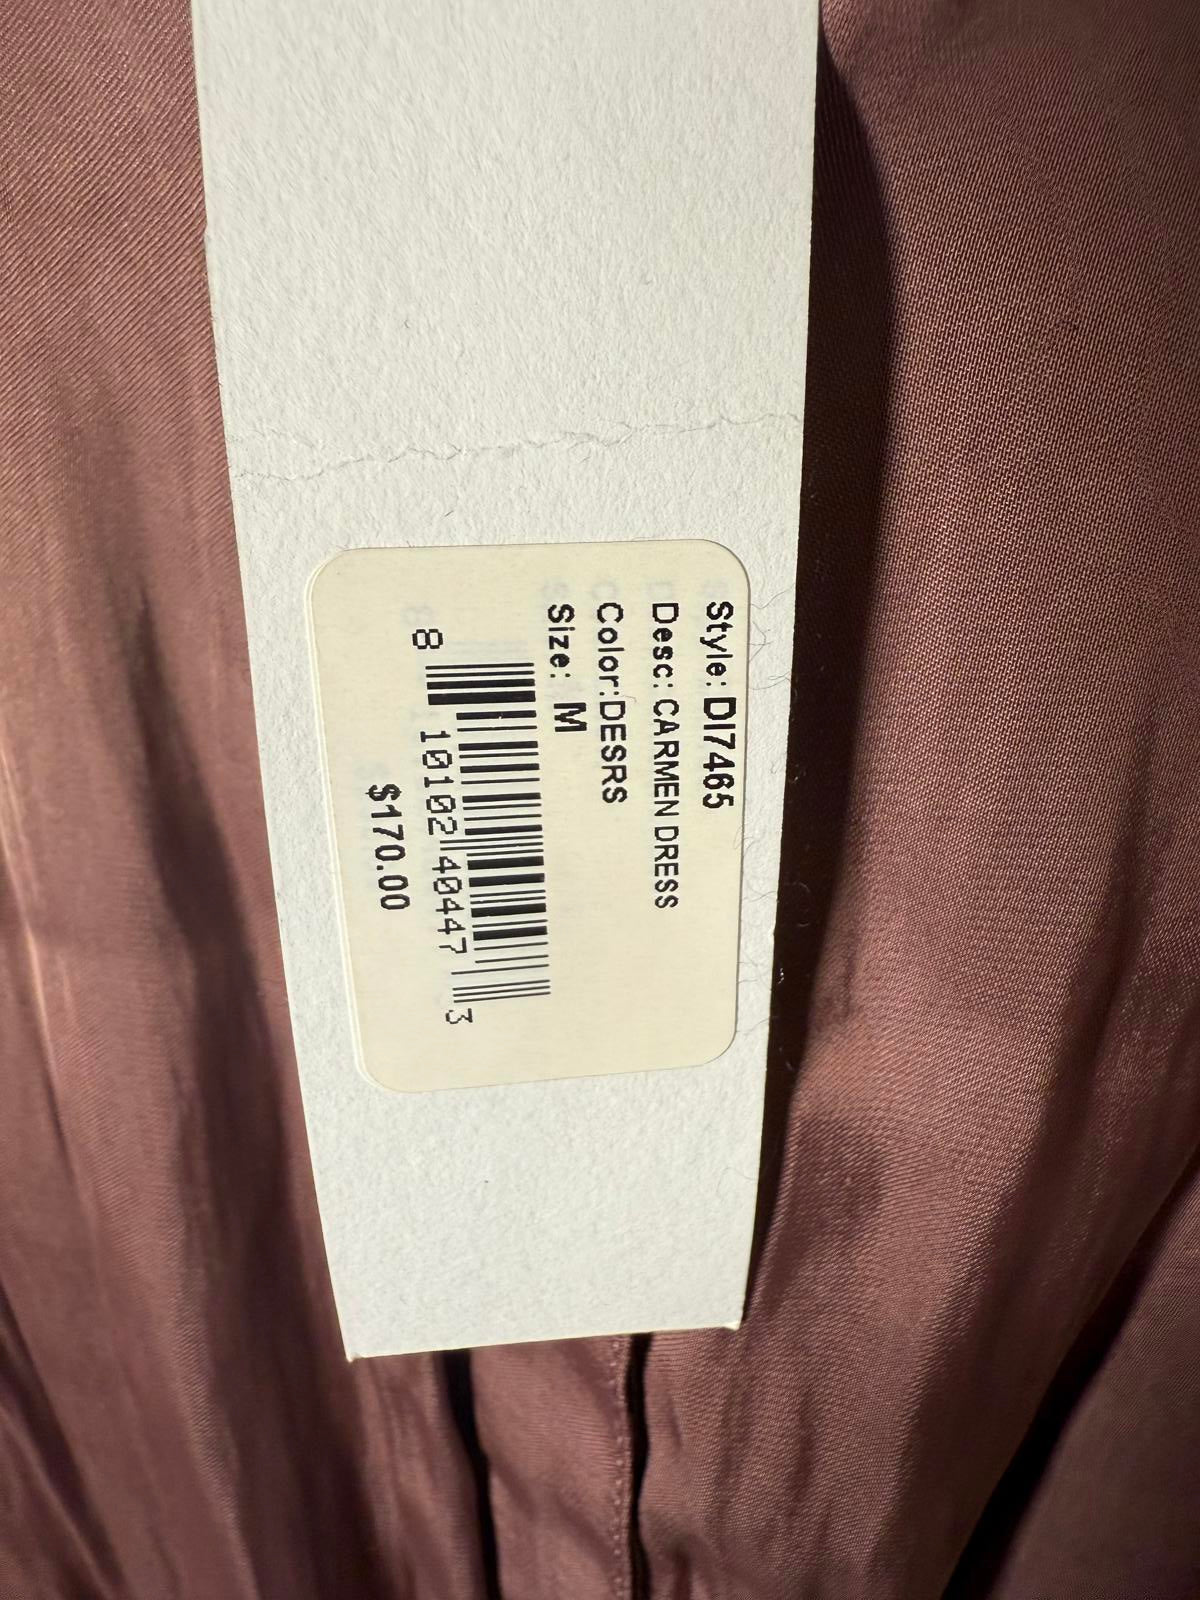 Style: DI7465
Desc: CARMEN DRESS
Color:DESRS
Size: M
8 10102 40447 3
$170.00